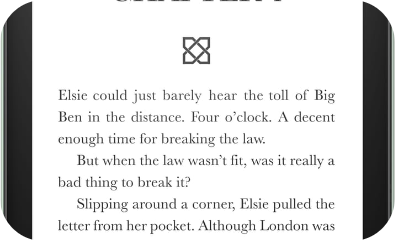 Elsie could just barely hear the toll of Big
Ben in the distance. Four o'clock. A decent
enough time for breaking the law.
But when the law wasn't fit, was it really a
bad thing to break it?
Slipping around a corner, Elsie pulled the
letter from her pocket. Although London was